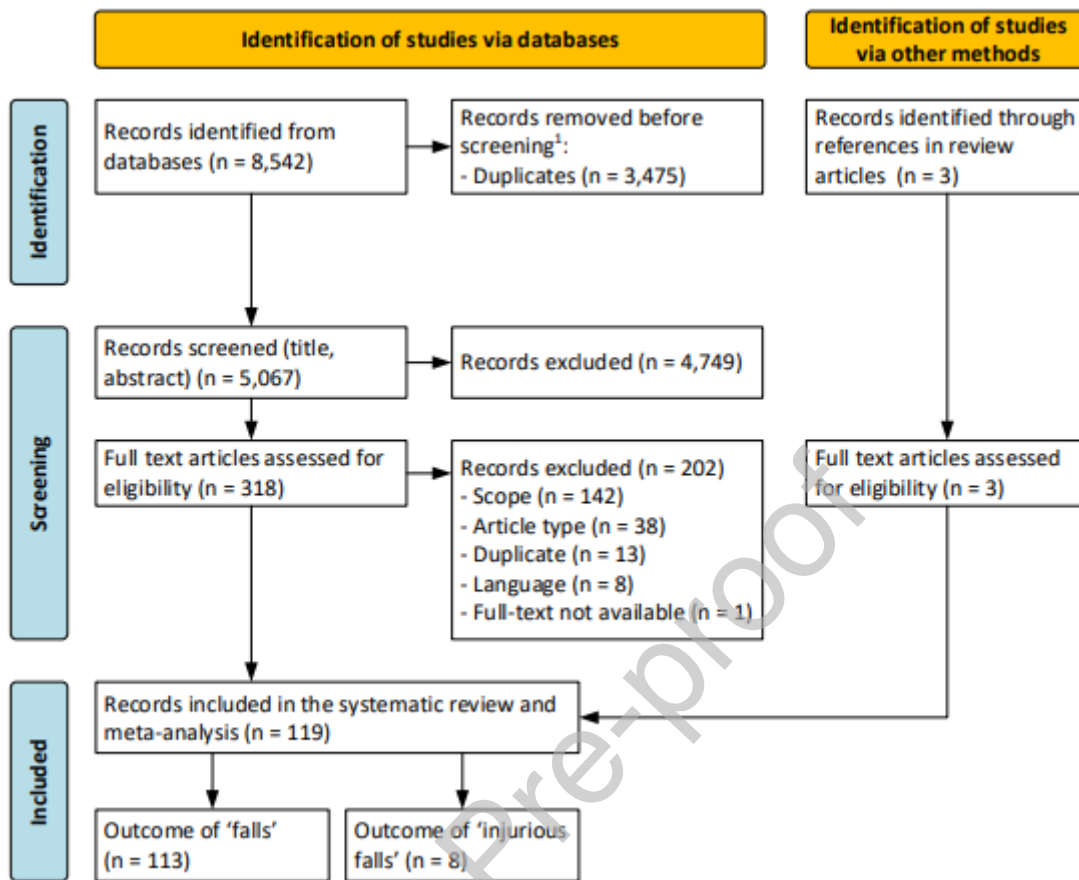 Identification of studies via databases
Identification of studies
via other methods
Identification
Records identified from
databases (n = 8,542)
Records removed before
screening¹:
- Duplicates (n = 3,475)
Records identified through
references in review
articles (n = 3)
Screening
Records screened (title,
abstract) (n = 5,067)
Records excluded (n = 4,749)
Full text articles assessed for
eligibility (n = 318)
Records excluded (n = 202)
- Scope (n = 142)
- Article type (n = 38)
- Duplicate (n = 13)
- Language (n = 8)
- Full-text not available (n = 1)
Full text articles assessed
for eligibility (n = 3)
Included
Records included in the systematic review and
meta-analysis (n = 119)
Outcome of ‘falls’
(n = 113)
Outcome of ‘injurious
falls’ (n = 8)
Pre-proof